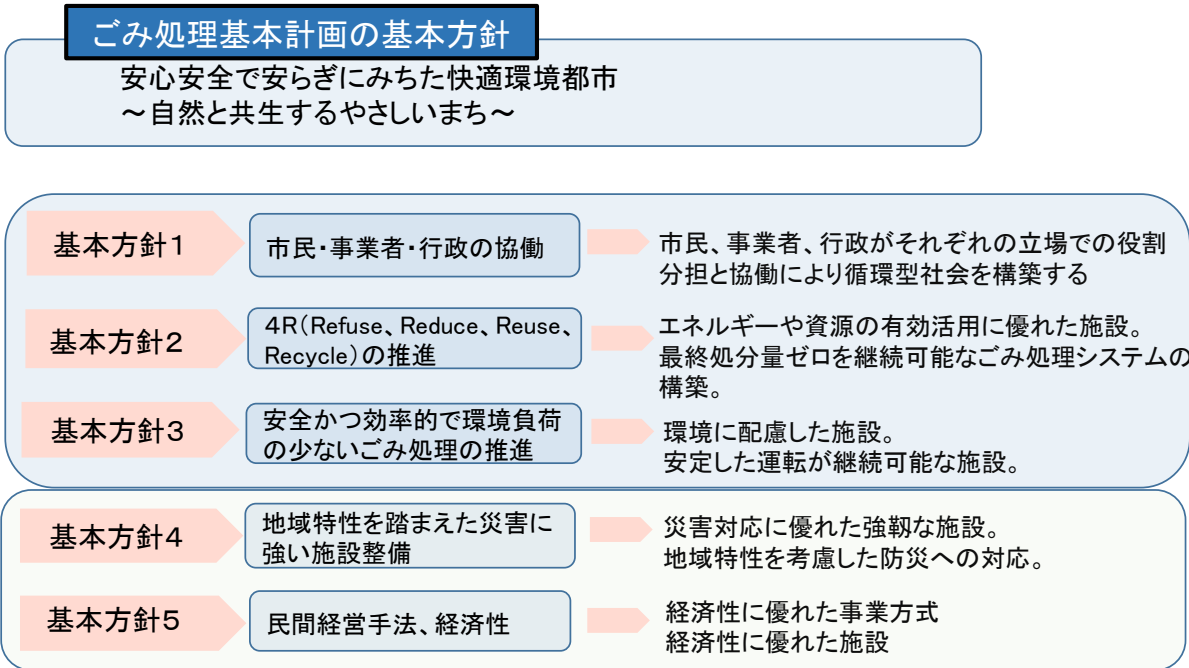 ごみ処理基本計画の基本方針
安心安全で安らぎにみちた快適環境都市
～自然と共生するやさしいまち～
基本方針1
市民・事業者・行政の協働
市民、事業者、行政がそれぞれの立場での役割
分担と協働により循環型社会を構築する
基本方針2
4R(Refuse、Reduce、Reuse、
Recycle)の推進
エネルギーや資源の有効活用に優れた施設。
最終処分量ゼロを継続可能なごみ処理システムの
構築。
基本方針3
安全かつ効率的で環境負荷
の少ないごみ処理の推進
環境に配慮した施設。
安定した運転が継続可能な施設。
基本方針4
地域特性を踏まえた災害に
強い施設整備
災害対応に優れた強靱な施設。
地域特性を考慮した防災への対応。
基本方針5
民間経営手法、経済性
経済性に優れた事業方式
経済性に優れた施設